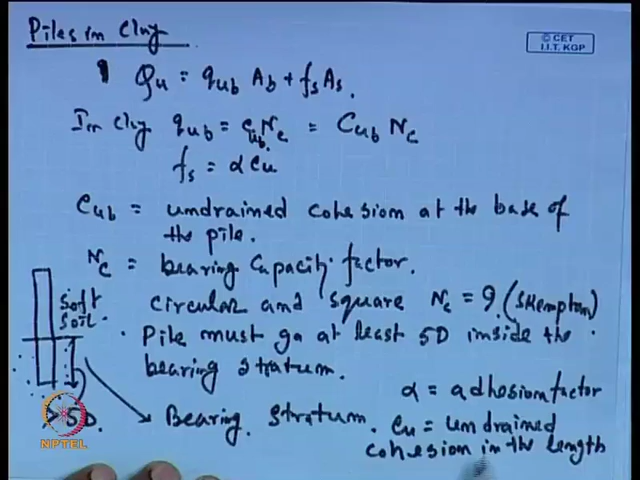 Piles in Clay
© CET
I.I.T. KGP
Qu = qub Ab + fs As.
In Clay qub = cub Nc = Cub Nc
fs = α Cu
Cub = undrained cohesion at the base of
the pile.
Nc = bearing Capacity factor.
circular and square Nc = 9. (Skempton)
Soft
soil.
Pile must go at least 5D inside the
bearing stratum.
α = adhesion factor
>5D.
Bearing Stratum.
Cu = undrained
cohesion in the length
NPTEL